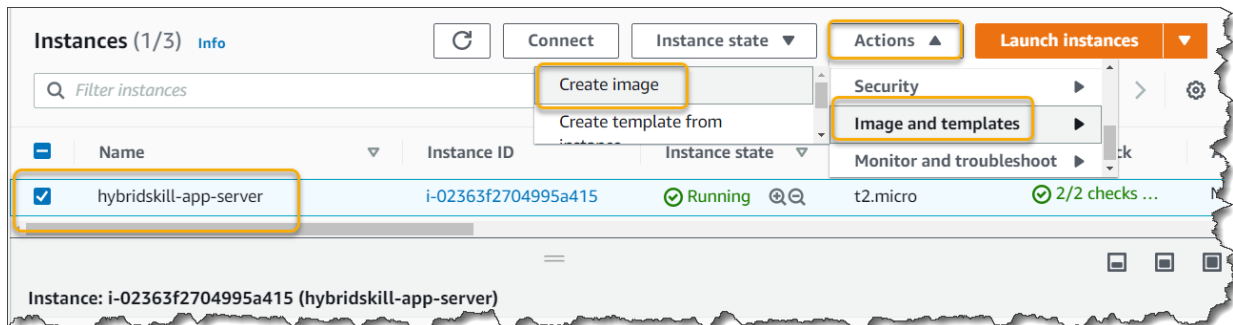 Instances (1/3) Info Connect Instance state Actions Launch instances
Filter instances Create image Security
Create template from Image and templates
Name Instance ID Instance state Monitor and troubleshoot
hybridskill-app-server i-02363f2704995a415 Running t2.micro 2/2 checks ...
Instance: i-02363f2704995a415 (hybridskill-app-server)